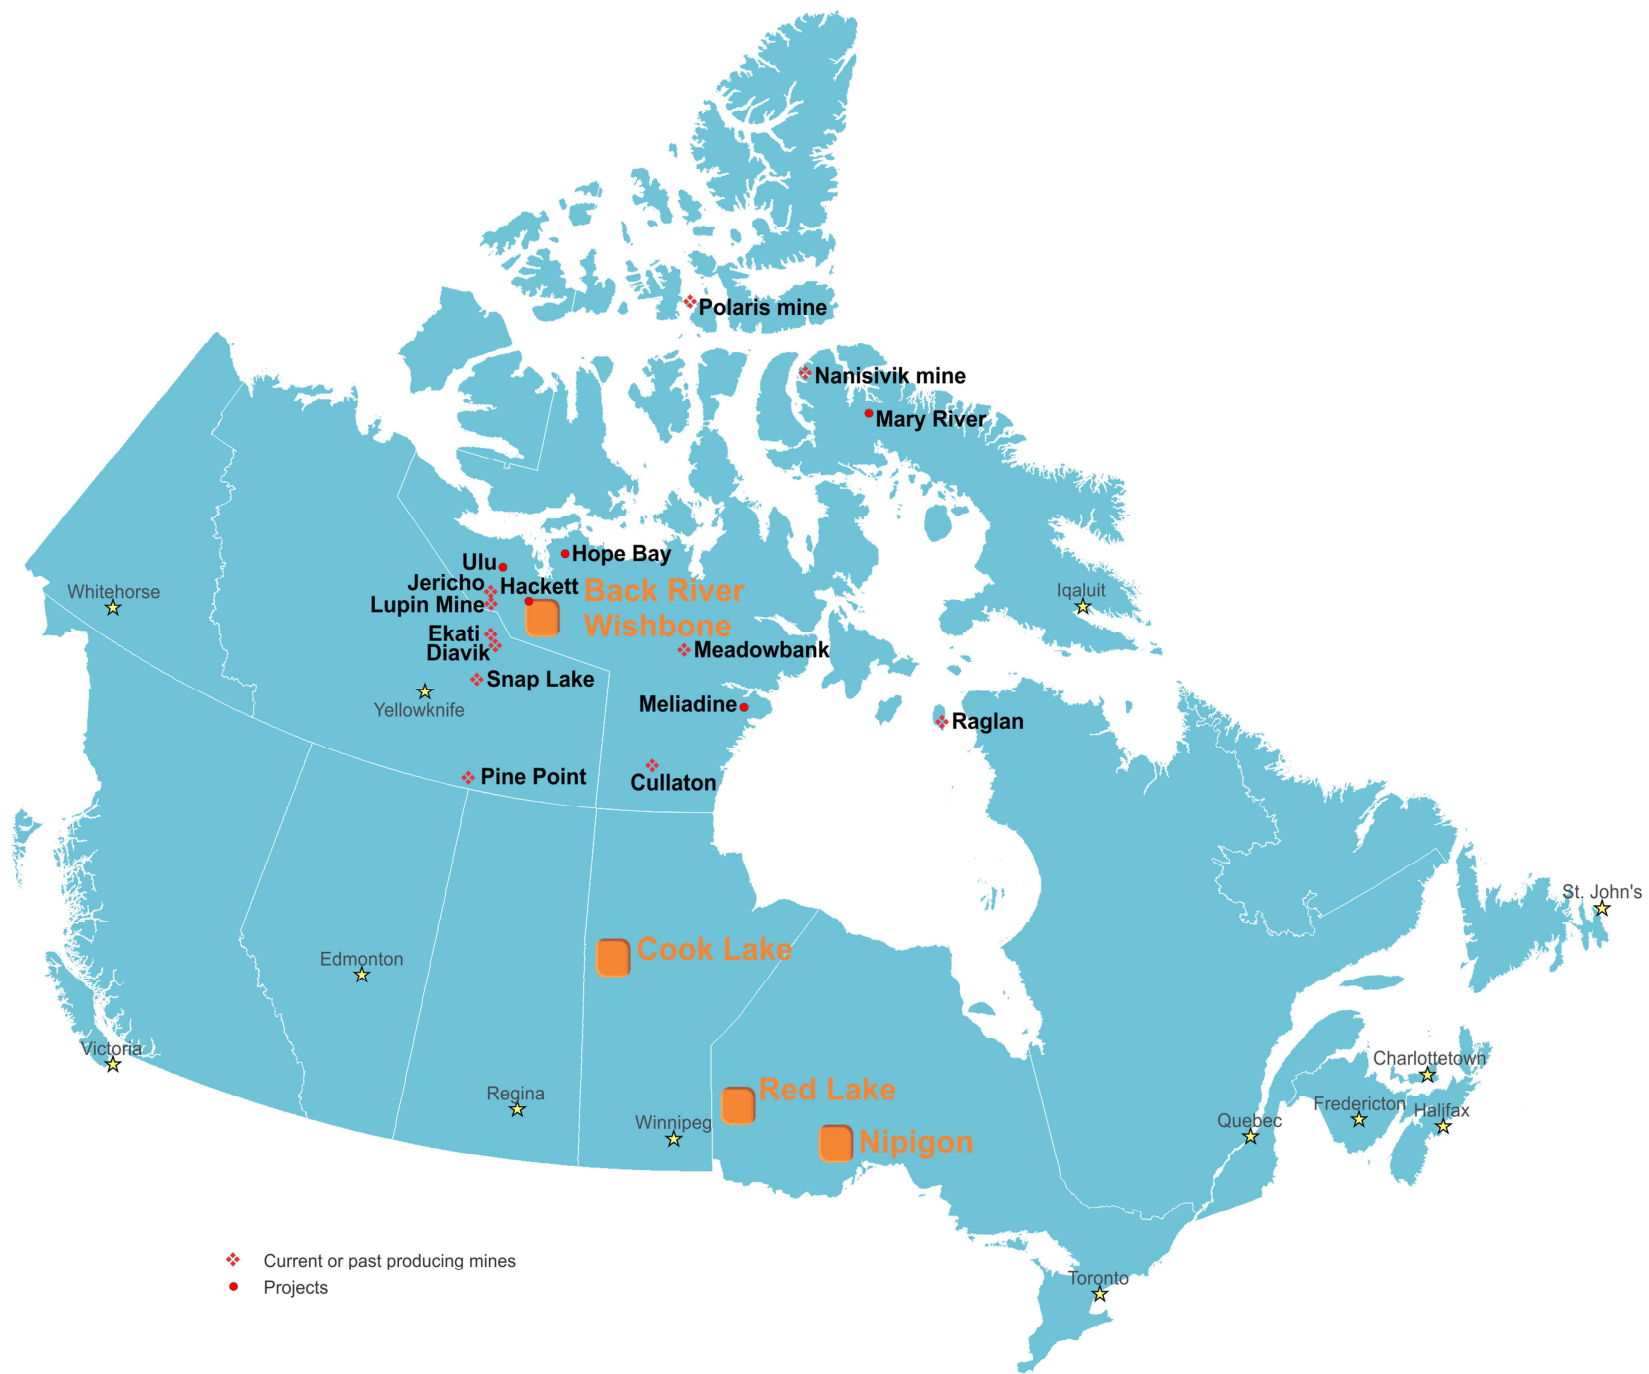 Polaris mine
Nanisivik mine
Mary River
Hope Bay
Ulu
Jericho
Hackett
Back River
Wishbone
Lupin Mine
Whitehorse
Iqaluit
Ekati
Diavik
Meadowbank
Snap Lake
Yellowknife
Meliadine
Raglan
Pine Point
Cullaton
St. John's
Cook Lake
Edmonton
Victoria
Charlottetown
Regina
Red Lake
Fredericton
Halifax
Winnipeg
Quebec
Nipigon
Current or past producing mines
Projects
Toronto